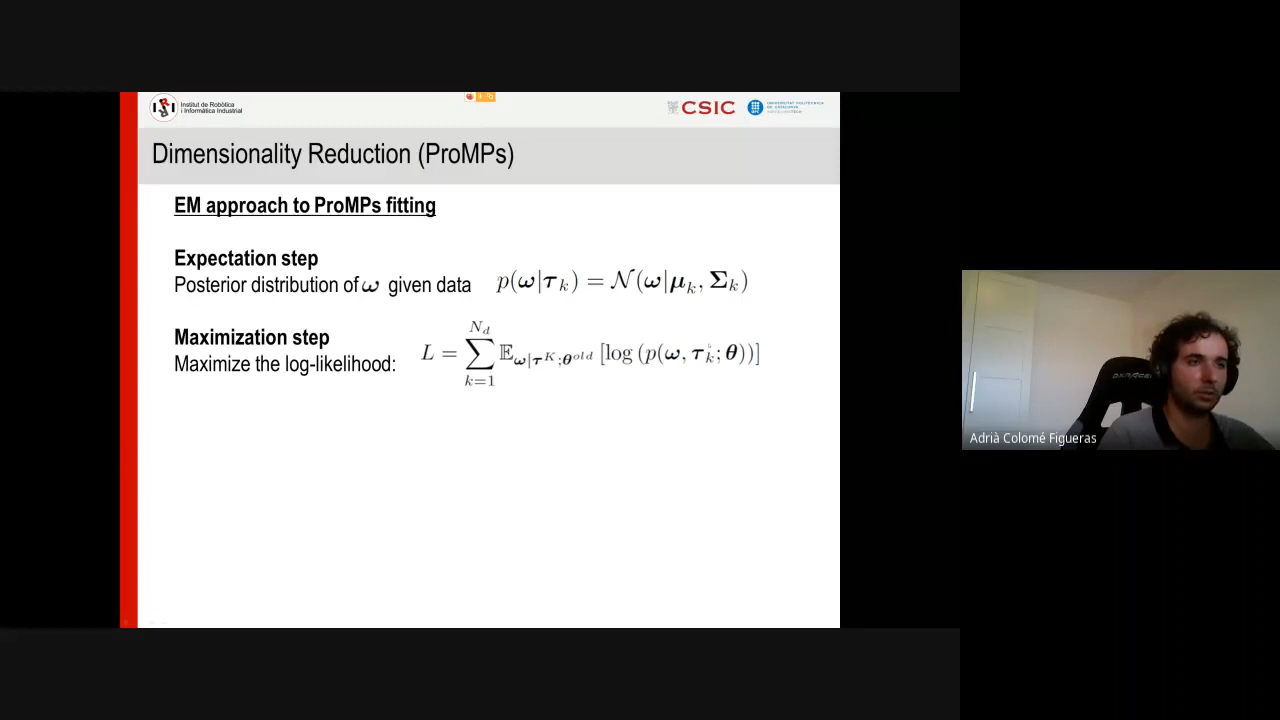 Institut de Robòtica
i Informàtica Industrial
CSIC
UNIVERSITAT POLITÈCNICA
DE CATALUNYA
Dimensionality Reduction (ProMPs)
EM approach to ProMPs fitting
Expectation step
Posterior distribution of ω given data p(ω|τ_k) = 𝒩(ω|μ_k, Σ_k)
Maximization step
Maximize the log-likelihood: L = ∑_{k=1}^{N_d} 𝔼_{ω|τ^K;θ^{old}} [log (p(ω, τ_k; θ))]
DXRACER
Adrià Colomé Figueras